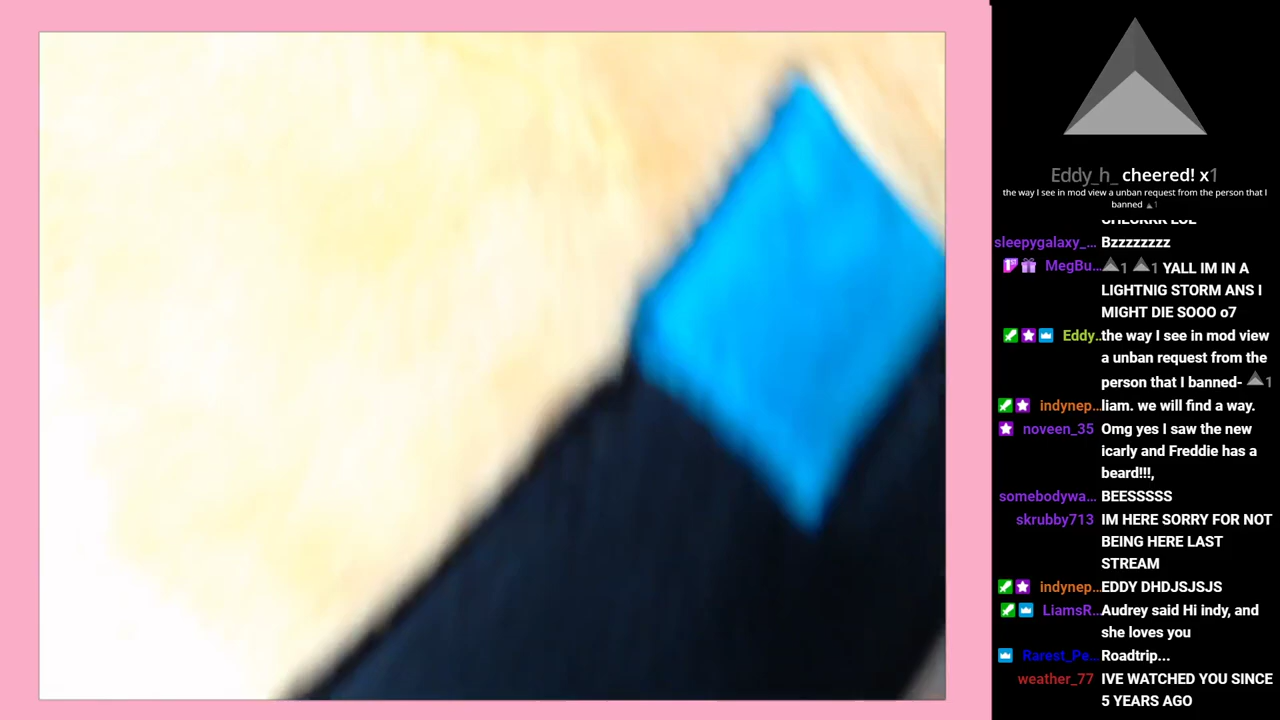 Eddy_h_ cheered! x1
the way I see in mod view a unban request from the person that I
banned 1
sleepygalaxy_... Bzzzzzzzz
MegBu... 1 1 YALL IM IN A
LIGHTNIG STORM ANS I
MIGHT DIE SOOO o7
Eddy... the way I see in mod view
a unban request from the
person that I banned- 1
indynep... liam. we will find a way.
noveen_35 Omg yes I saw the new
icarly and Freddie has a
beard!!!,
somebodywa... BEESSSSS
skrubby713 IM HERE SORRY FOR NOT
BEING HERE LAST
STREAM
indynep... EDDY DHDJSJSJS
LiamsR... Audrey said Hi indy, and
she loves you
Rarest_Pe... Roadtrip...
weather_77 IVE WATCHED YOU SINCE
5 YEARS AGO